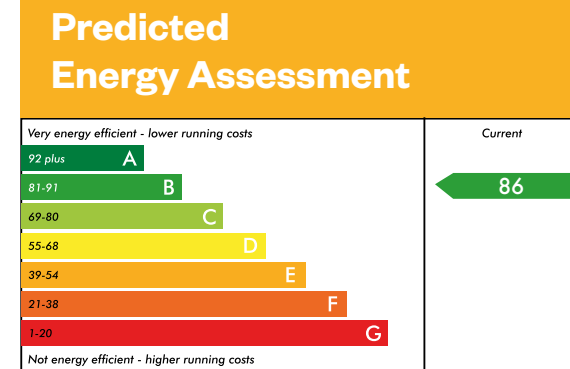 Predicted
Energy Assessment
Very energy efficient - lower running costs
Current
92 plus A
81-91 B
86
69-80 C
55-68 D
39-54 E
21-38 F
1-20 G
Not energy efficient - higher running costs